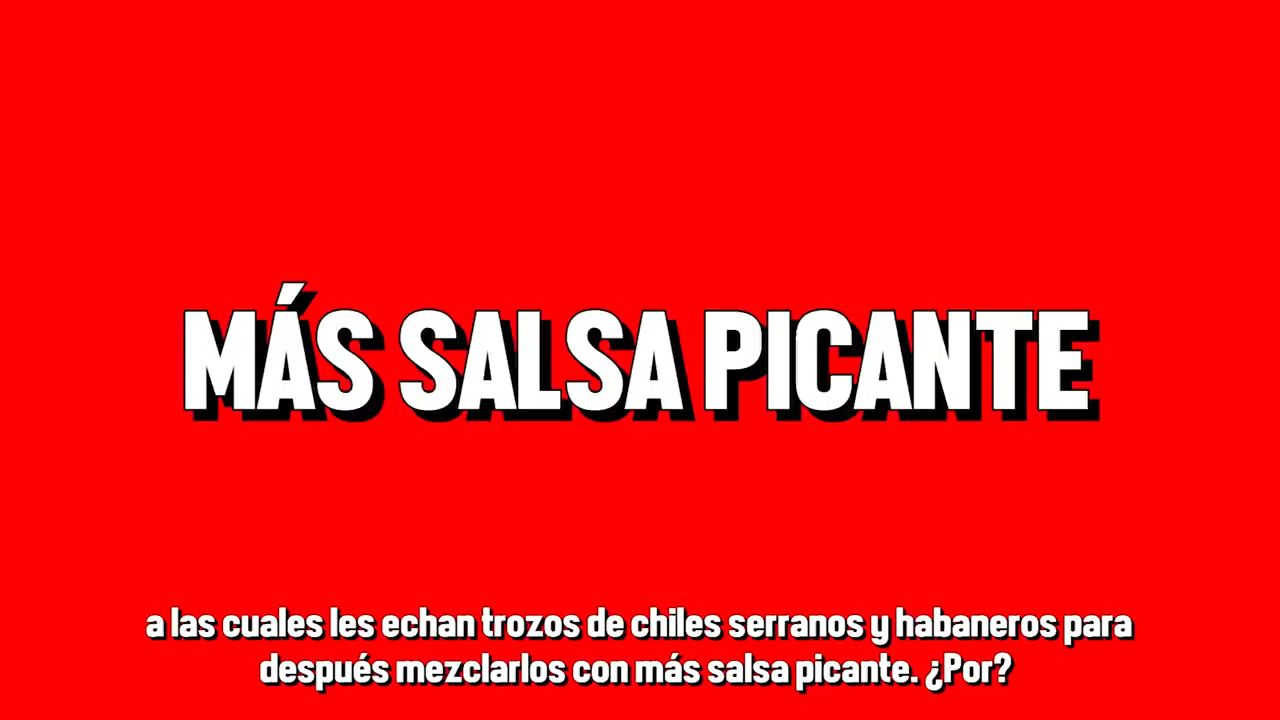 MÁS SALSA PICANTE
a las cuales les echan trozos de chiles serranos y habaneros para
después mezclarlos con más salsa picante. ¿Por?